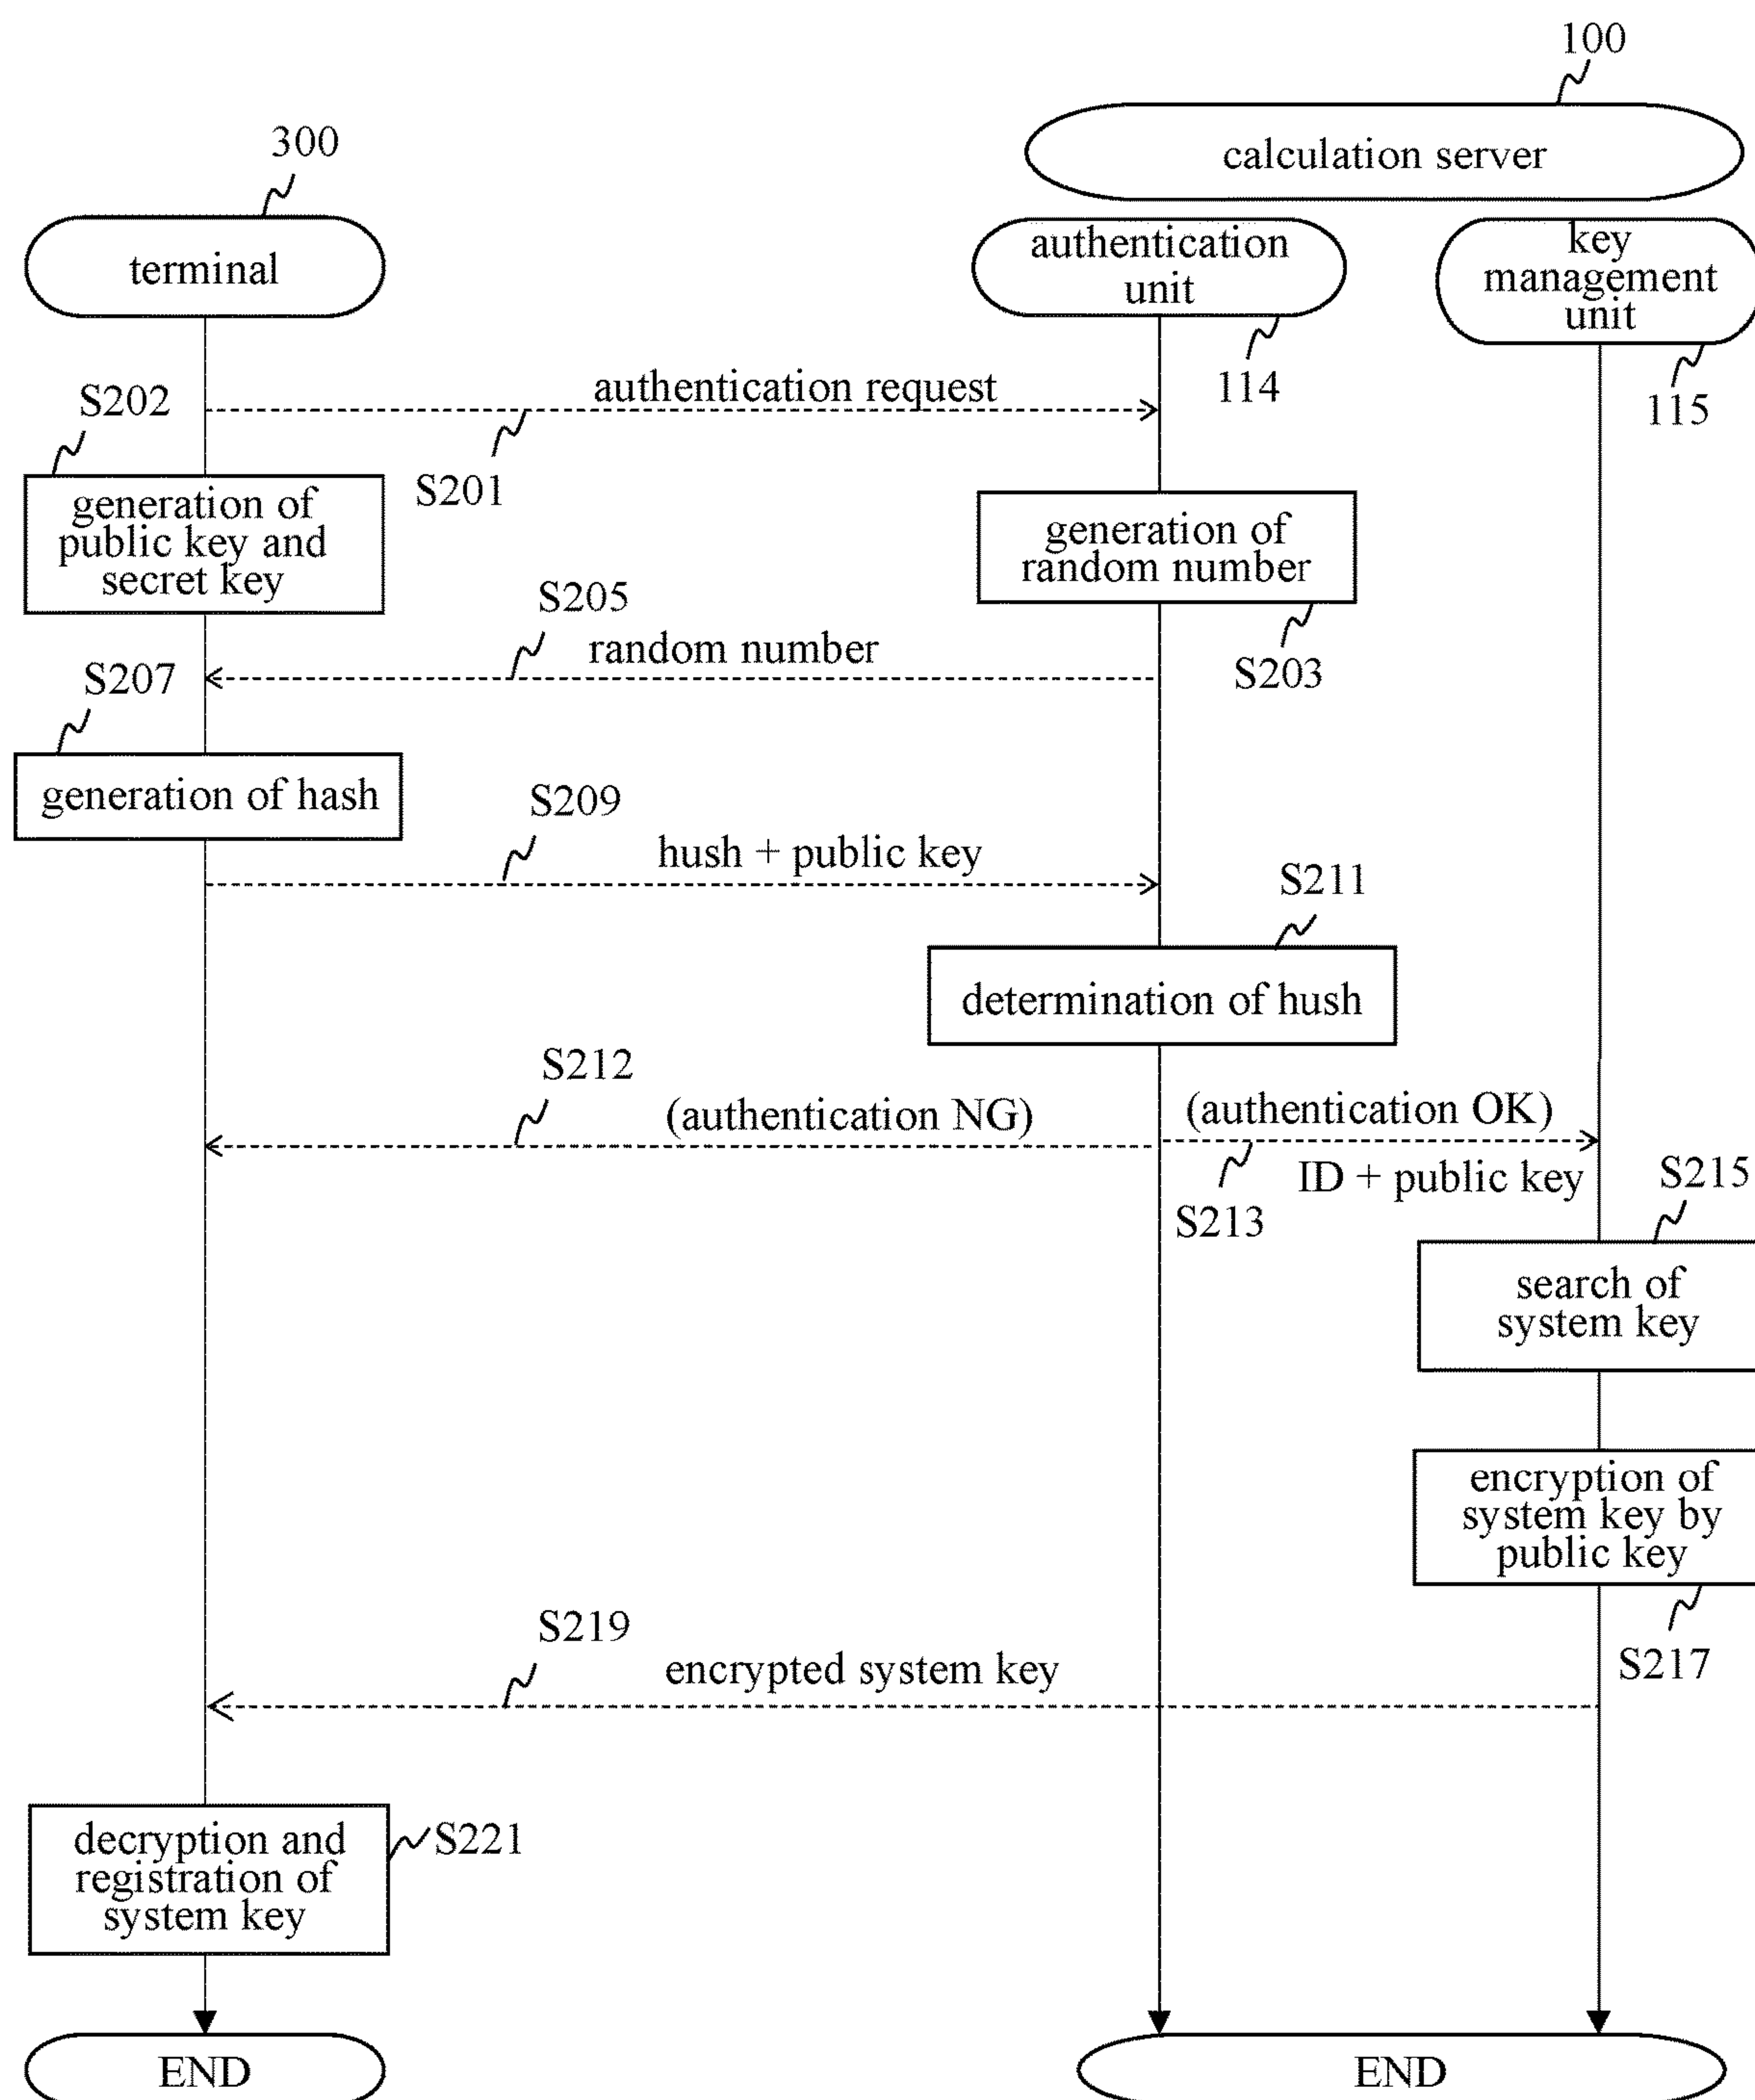 100
calculation server
300
terminal
authentication
unit
key
management
unit
114
115
S202
authentication request
S201
generation of
public key and
secret key
generation of
random number
S205
random number
S203
S207
generation of hash
S209
hush + public key
S211
determination of hush
S212
(authentication NG)
(authentication OK)
ID + public key
S213
S215
search of
system key
encryption of
system key by
public key
S217
S219
encrypted system key
decryption and
registration of
system key
S221
END
END